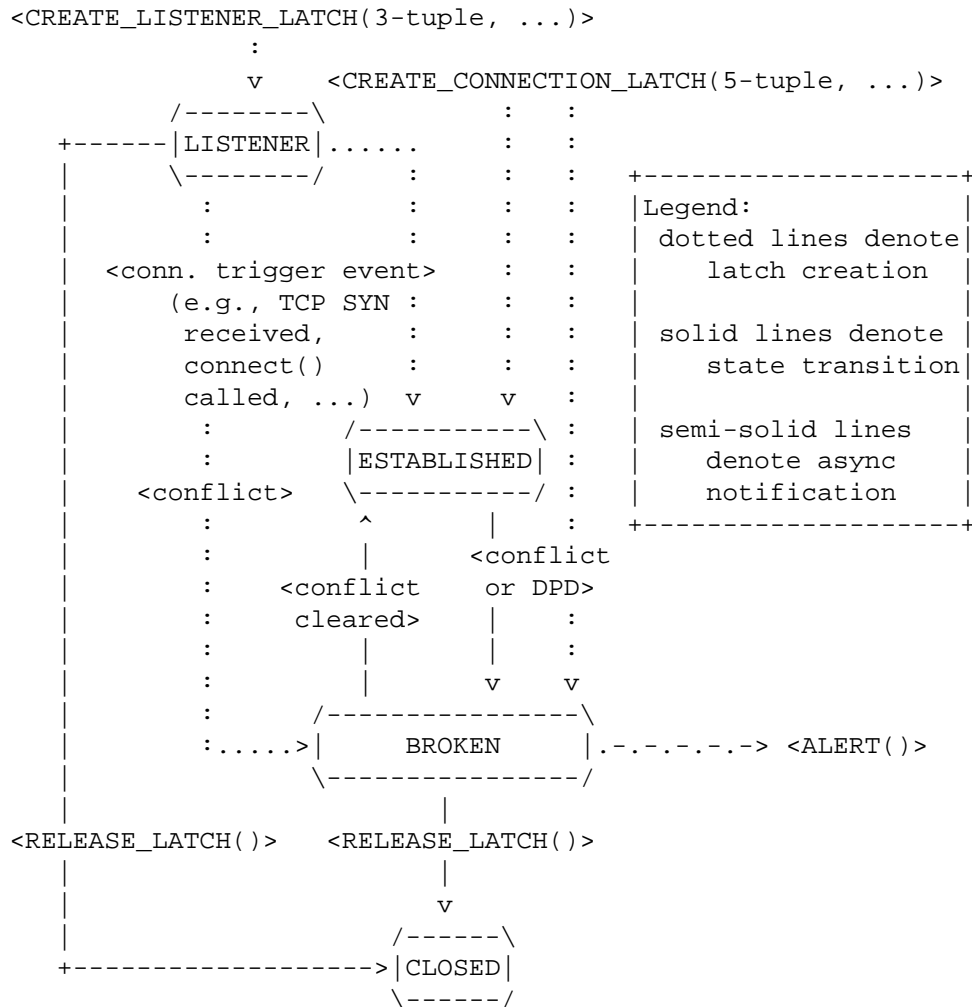 <CREATE_LISTENER_LATCH(3-tuple, ...)>
<CREATE_CONNECTION_LATCH(5-tuple, ...)>
LISTENER
Legend:
dotted lines denote
latch creation
<conn. trigger event>
(e.g., TCP SYN
received,
solid lines denote
connect()
state transition
called, ...)
semi-solid lines
ESTABLISHED
denote async
<conflict>
notification
<conflict
<conflict
or DPD>
cleared>
BROKEN
<ALERT()>
<RELEASE_LATCH()>
<RELEASE_LATCH()>
CLOSED